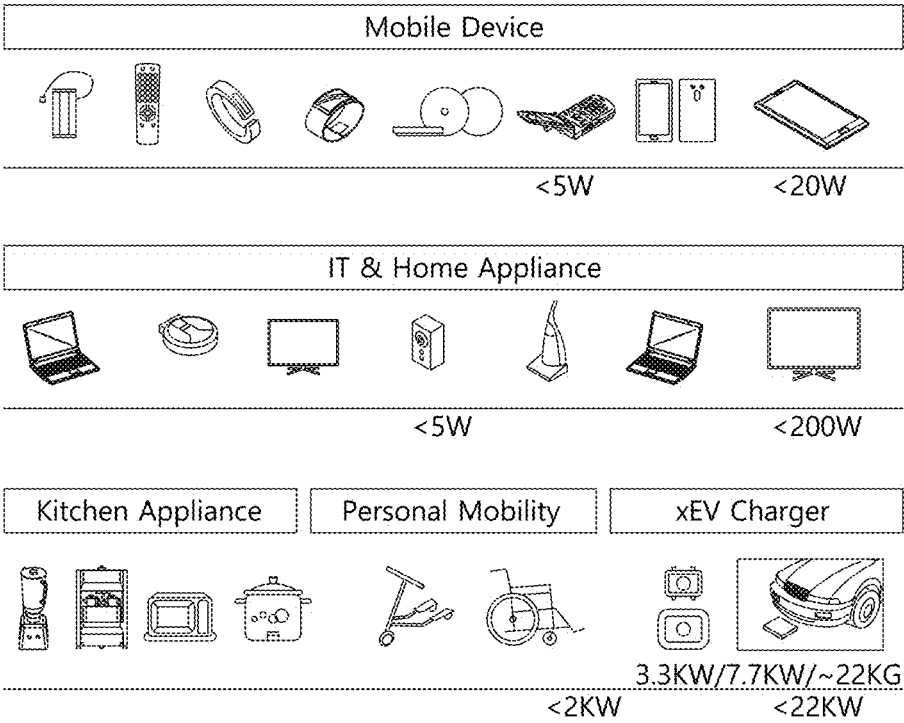 Mobile Device
<5W <20W
IT & Home Appliance
<5W <200W
Kitchen Appliance Personal Mobility xEV Charger
3.3KW/7.7KW/~22KG
<2KW <22KW